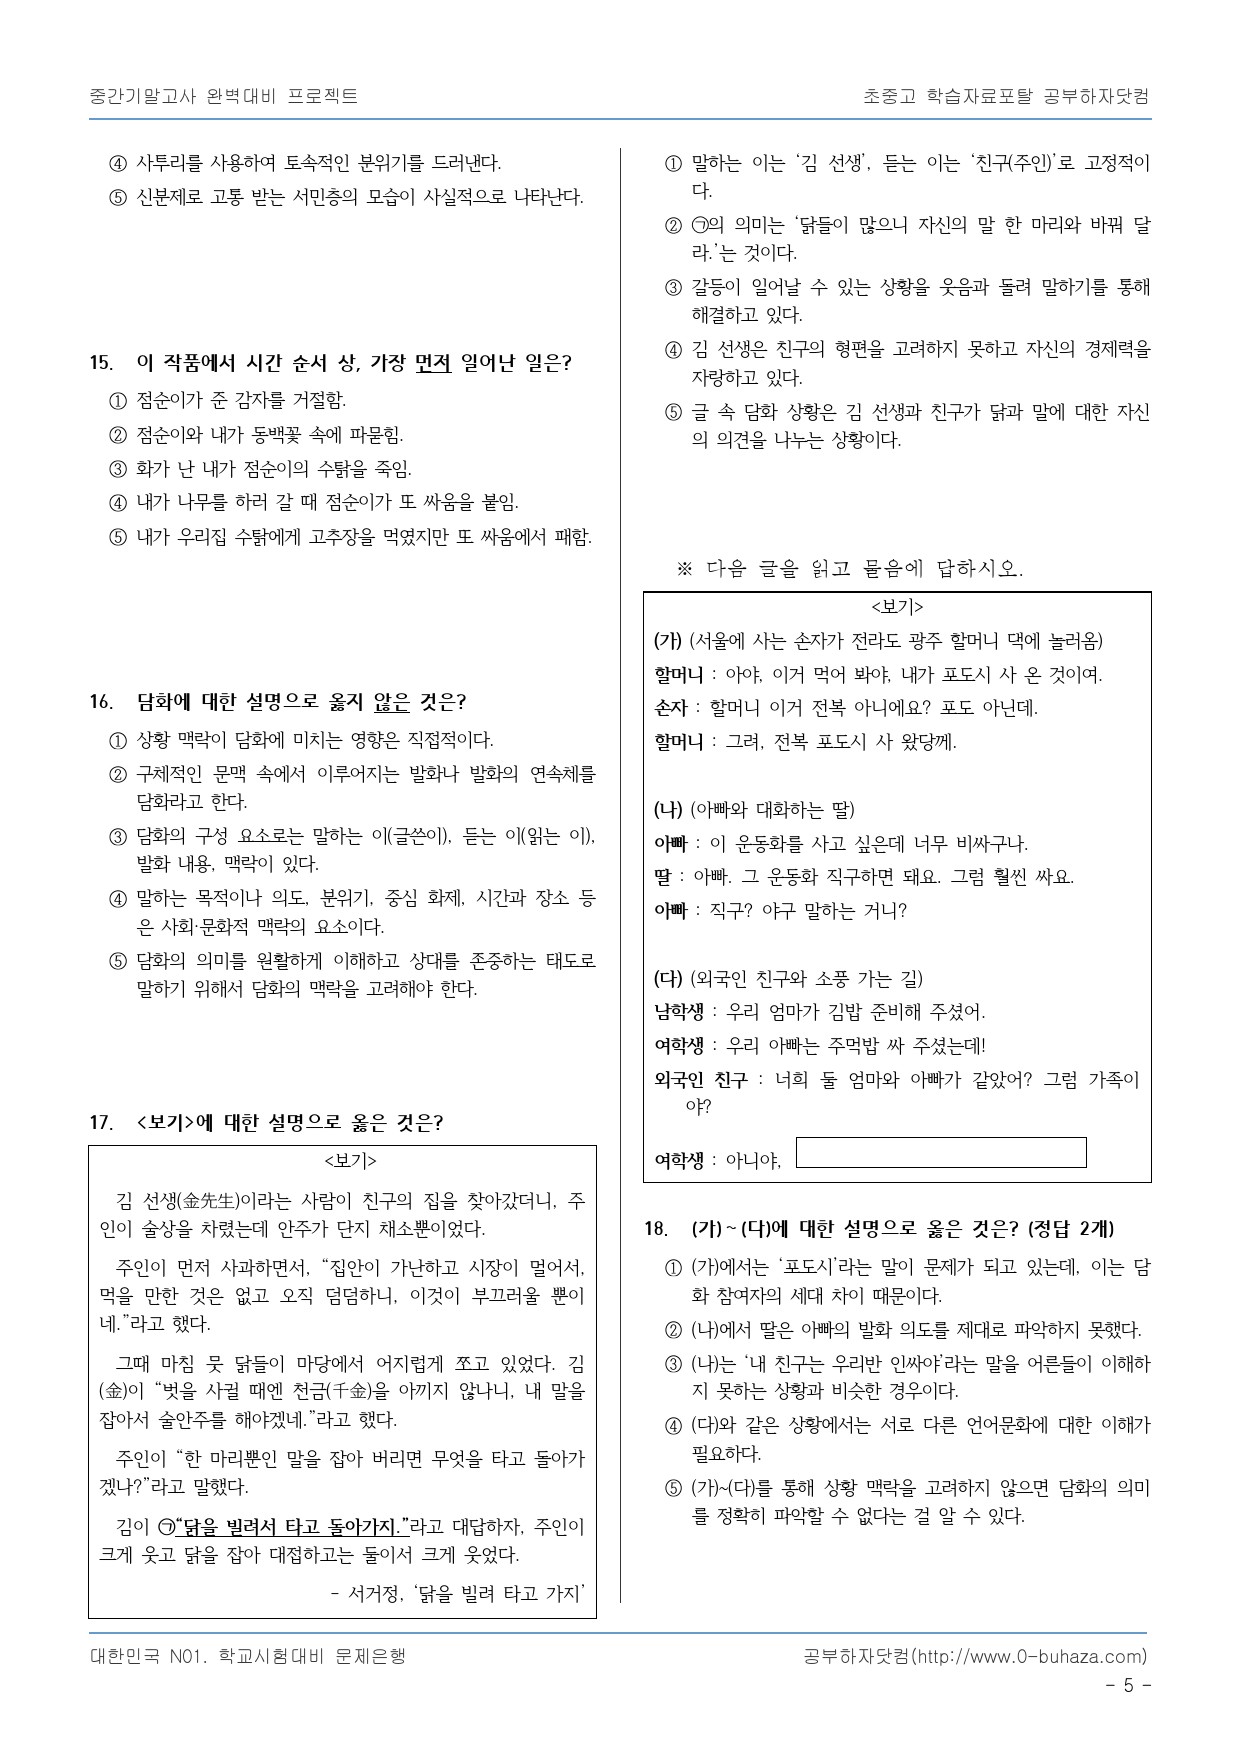 중간기말고사 완벽대비 프로젝트
초중고 학습자료포탈 공부하자닷컴
④ 사투리를 사용하여 토속적인 분위기를 드러낸다.
⑤ 신분제로 고통 받는 서민층의 모습이 사실적으로 나타난다.
15. 이 작품에서 시간 순서 상, 가장 먼저 일어난 일은?
① 점순이가 준 감자를 거절함.
② 점순이와 내가 동백꽃 속에 파묻힘.
③ 화가 난 내가 점순이의 수탉을 죽임.
④ 내가 나무를 하러 갈 때 점순이가 또 싸움을 붙임.
⑤ 내가 우리집 수탉에게 고추장을 먹였지만 또 싸움에서 패함.
16. 담화에 대한 설명으로 옳지 않은 것은?
① 상황 맥락이 담화에 미치는 영향은 직접적이다.
② 구체적인 문맥 속에서 이루어지는 발화나 발화의 연속체를
담화라고 한다.
③ 담화의 구성 요소로는 말하는 이(글쓴이), 듣는 이(읽는 이),
발화 내용, 맥락이 있다.
④ 말하는 목적이나 의도, 분위기, 중심 화제, 시간과 장소 등
은 사회·문화적 맥락의 요소이다.
⑤ 담화의 의미를 원활하게 이해하고 상대를 존중하는 태도로
말하기 위해서 담화의 맥락을 고려해야 한다.
17. <보기>에 대한 설명으로 옳은 것은?
<보기>
김 선생(金先生)이라는 사람이 친구의 집을 찾아갔더니, 주
인이 술상을 차렸는데 안주가 단지 채소뿐이었다.
주인이 먼저 사과하면서, “집안이 가난하고 시장이 멀어서,
먹을 만한 것은 없고 오직 덤덤하니, 이것이 부끄러울 뿐이
네.”라고 했다.
그때 마침 뭇 닭들이 마당에서 어지럽게 쪼고 있었다. 김
(金)이 “벗을 사귈 때엔 천금(千金)을 아끼지 않나니, 내 말을
잡아서 술안주를 해야겠네.”라고 했다.
주인이 “한 마리뿐인 말을 잡아 버리면 무엇을 타고 돌아가
겠나?”라고 말했다.
김이 ㉠“닭을 빌려서 타고 돌아가지.”라고 대답하자, 주인이
크게 웃고 닭을 잡아 대접하고는 둘이서 크게 웃었다.
- 서거정, ‘닭을 빌려 타고 가지’
① 말하는 이는 ‘김 선생’, 듣는 이는 ‘친구(주인)’로 고정적이
다.
② ㉠의 의미는 ‘닭들이 많으니 자신의 말 한 마리와 바꿔 달
라.’는 것이다.
③ 갈등이 일어날 수 있는 상황을 웃음과 돌려 말하기를 통해
해결하고 있다.
④ 김 선생은 친구의 형편을 고려하지 못하고 자신의 경제력을
자랑하고 있다.
⑤ 글 속 담화 상황은 김 선생과 친구가 닭과 말에 대한 자신
의 의견을 나누는 상황이다.
※ 다음 글을 읽고 물음에 답하시오.
<보기>
(가) (서울에 사는 손자가 전라도 광주 할머니 댁에 놀러옴)
할머니 : 아야, 이거 먹어 봐야, 내가 포도시 사 온 것이여.
손자 : 할머니 이거 전복 아니에요? 포도 아닌데.
할머니 : 그려, 전복 포도시 사 왔당께.
(나) (아빠와 대화하는 딸)
아빠 : 이 운동화를 사고 싶은데 너무 비싸구나.
딸 : 아빠. 그 운동화 직구하면 돼요. 그럼 훨씬 싸요.
아빠 : 직구? 야구 말하는 거니?
(다) (외국인 친구와 소풍 가는 길)
남학생 : 우리 엄마가 김밥 준비해 주셨어.
여학생 : 우리 아빠는 주먹밥 싸 주셨는데!
외국인 친구 : 너희 둘 엄마와 아빠가 같았어? 그럼 가족이
야?
여학생 : 아니야,
18. (가)~(다)에 대한 설명으로 옳은 것은? (정답 2개)
① (가)에서는 ‘포도시’라는 말이 문제가 되고 있는데, 이는 담
화 참여자의 세대 차이 때문이다.
② (나)에서 딸은 아빠의 발화 의도를 제대로 파악하지 못했다.
③ (나)는 ‘내 친구는 우리반 인싸야’라는 말을 어른들이 이해하
지 못하는 상황과 비슷한 경우이다.
④ (다)와 같은 상황에서는 서로 다른 언어문화에 대한 이해가
필요하다.
⑤ (가)~(다)를 통해 상황 맥락을 고려하지 않으면 담화의 의미
를 정확히 파악할 수 없다는 걸 알 수 있다.
대한민국 N01. 학교시험대비 문제은행
공부하자닷컴(http://www.0-buhaza.com)
- 5 -